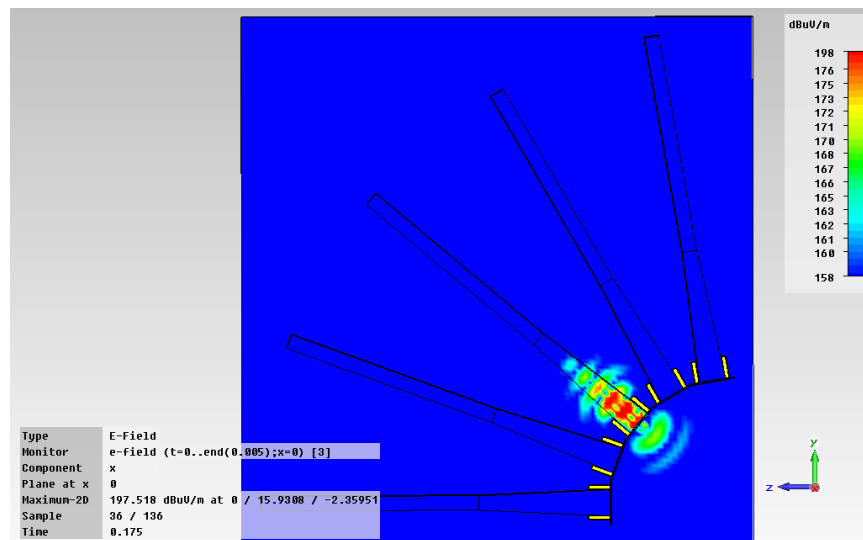 dBuV/m
198
176
175
173
172
171
170
168
167
166
165
163
162
161
160
158
Type E-Field
Monitor e-field (t=0..end(0.005);x=0) [3]
Component x
Plane at x 0
Maximum-2D 197.518 dBuV/m at 0 / 15.9308 / -2.35951
Sample 36 / 136
Time 0.175
y
z